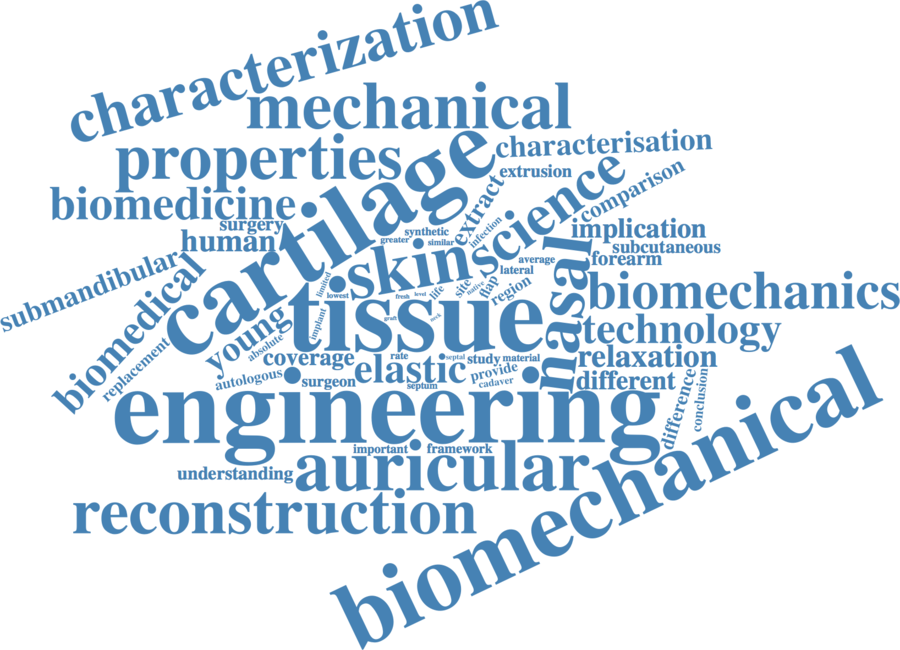 characterization
mechanical
cartilage
properties
characterisation
extrusion
science
comparison
biomedicine
surgery
extract
infection
synthetic
greater
similar
human
implication
subcutaneous
forearm
submandibular
biomedical
skin
nasal
average
lateral
limited
lowest
fresh
level
life
site
native
flap
region
biomechanics
tissue
implant
graft
neck
young
absolute
technology
replacement
coverage
rate
septal
study
material
relaxation
autologous
surgeon
elastic
septum
provide
cadaver
different
difference
conclusion
engineering
important
framework
understanding
auricular
reconstruction
biomechanical